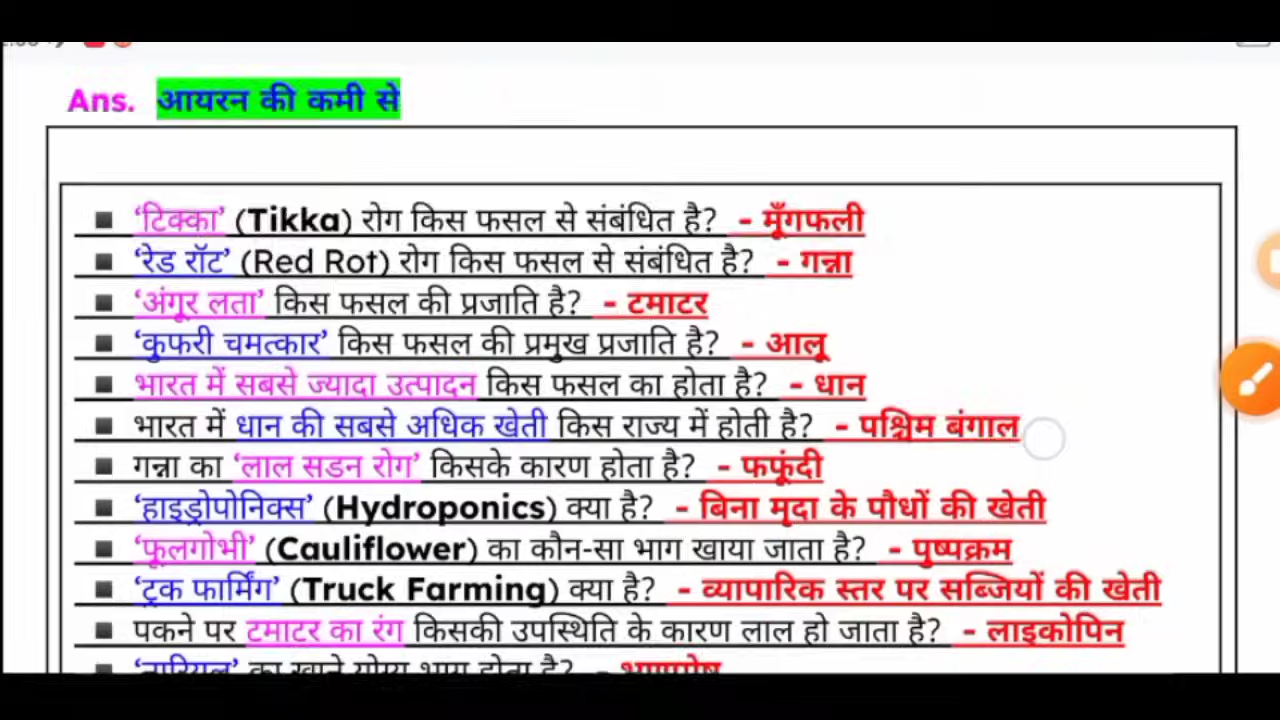 Ans. आयरन की कमी से
▪ ‘टिक्का’ (Tikka) रोग किस फसल से संबंधित है? - मूँगफली
▪ ‘रेड रॉट’ (Red Rot) रोग किस फसल से संबंधित है? - गन्ना
▪ ‘अंगूर लता’ किस फसल की प्रजाति है? - टमाटर
▪ ‘कुफरी चमत्कार’ किस फसल की प्रमुख प्रजाति है? - आलू
▪ भारत में सबसे ज्यादा उत्पादन किस फसल का होता है? - धान
▪ भारत में धान की सबसे अधिक खेती किस राज्य में होती है? - पश्चिम बंगाल
▪ गन्ना का ‘लाल सडन रोग’ किसके कारण होता है? - फफूंदी
▪ ‘हाइड्रोपोनिक्स’ (Hydroponics) क्या है? - बिना मृदा के पौधों की खेती
▪ ‘फूलगोभी’ (Cauliflower) का कौन-सा भाग खाया जाता है? - पुष्पक्रम
▪ ‘ट्रक फार्मिंग’ (Truck Farming) क्या है? - व्यापारिक स्तर पर सब्जियों की खेती
▪ पकने पर टमाटर का रंग किसकी उपस्थिति के कारण लाल हो जाता है? - लाइकोपिन
▪ ‘नारियल’ का खाने योग्य भाग होता है? - भ्रूणपोष